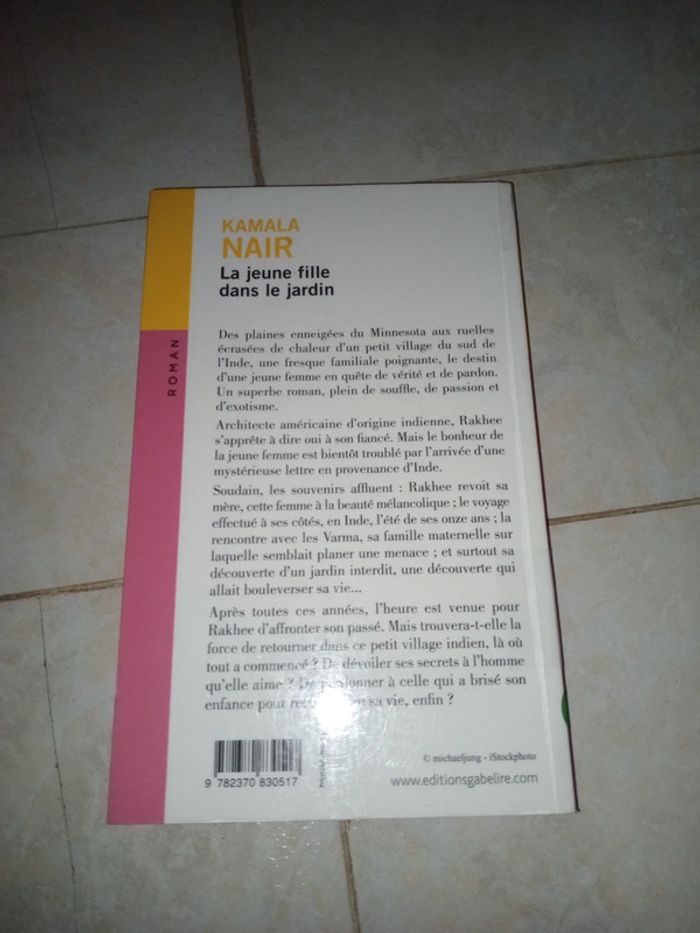 KAMALA
NAIR
La jeune fille
dans le jardin
ROMAN
Des plaines enneigées du Minnesota aux ruelles
écrasées de chaleur d'un petit village du sud de
l'Inde, une fresque familiale poignante, le destin
d'une jeune femme en quête de vérité et de pardon.
Un superbe roman, plein de souffle, de passion et
d'exotisme.
Architecte américaine d'origine indienne, Rakhee
s'apprête à dire oui à son fiancé. Mais le bonheur de
la jeune femme est bientôt troublé par l'arrivée d'une
mystérieuse lettre en provenance d'Inde.
Soudain, les souvenirs affluent : Rakhee revoit sa
mère, cette femme à la beauté mélancolique ; le voyage
effectué à ses côtés, en Inde, l'été de ses onze ans ; la
rencontre avec les Varma, sa famille maternelle sur
laquelle semblait planer une menace ; et surtout sa
découverte d'un jardin interdit, une découverte qui
allait bouleverser sa vie...
Après toutes ces années, l'heure est venue pour
Rakhee d'affronter son passé. Mais trouvera-t-elle la
force de retourner dans ce petit village indien, là où
tout a commencé ? De dévoiler ses secrets à l'homme
qu'elle aime ? De pardonner à celle qui a brisé son
enfance pour sa vie, enfin ?
9 782370 830517
© michaeljung - iStockphoto
www.editionsgabelire.com